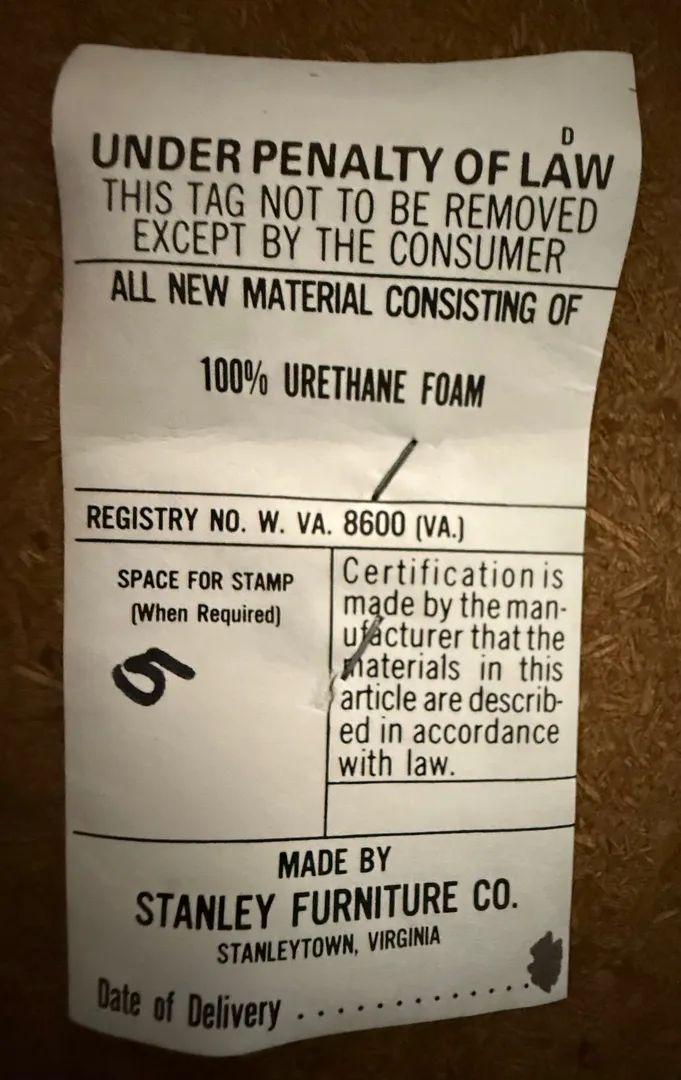 D
UNDER PENALTY OF LAW
THIS TAG NOT TO BE REMOVED
EXCEPT BY THE CONSUMER
ALL NEW MATERIAL CONSISTING OF
100% URETHANE FOAM
REGISTRY NO. W. VA. 8600 (VA.)
SPACE FOR STAMP
(When Required)
5
Certification is
made by the man-
ufacturer that the
materials in this
article are describ-
ed in accordance
with law.
MADE BY
STANLEY FURNITURE CO.
STANLEYTOWN, VIRGINIA
Date of Delivery ..............